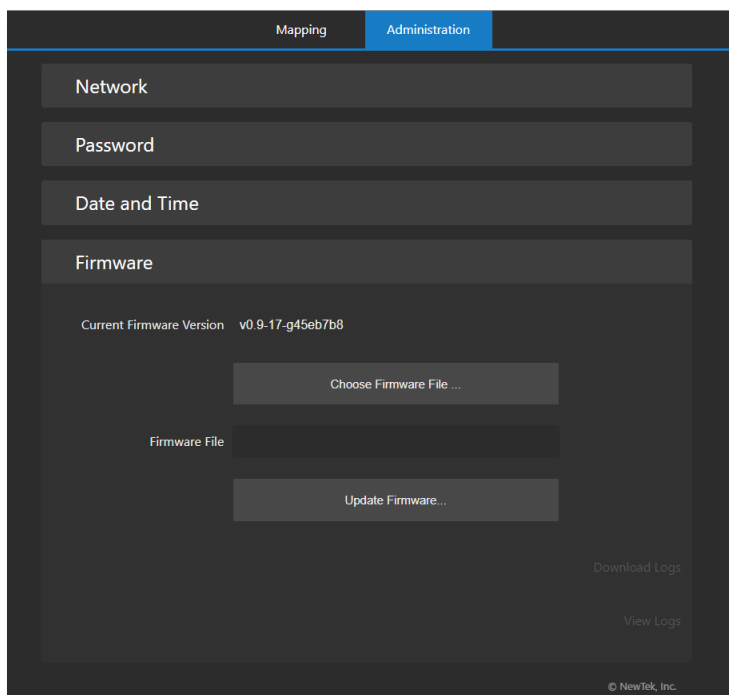 Mapping Administration
Network
Password
Date and Time
Firmware
Current Firmware Version v0.9-17-g45eb7b8
Choose Firmware File ...
Firmware File
Update Firmware...
Download Logs
View Logs
© NewTek, Inc.